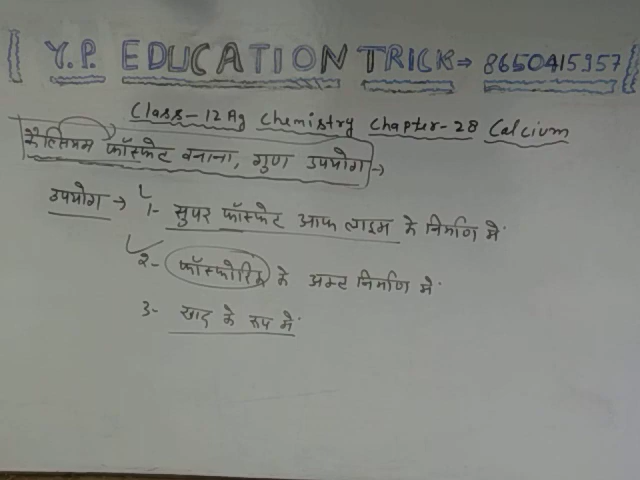 Y.P. EDUCATION TRICK→ 8650415957
Class-12 Ag Chemistry Chapter-28 Calcium
कैल्सियम फॉस्फेट बनाना, गुण उपयोग→
उपयोग → 1- सुपर फॉस्फेट आफ लाइम के निर्माण में
2- फॉस्फोरिक के अम्ल निर्माण में
3- खाद के रूप में